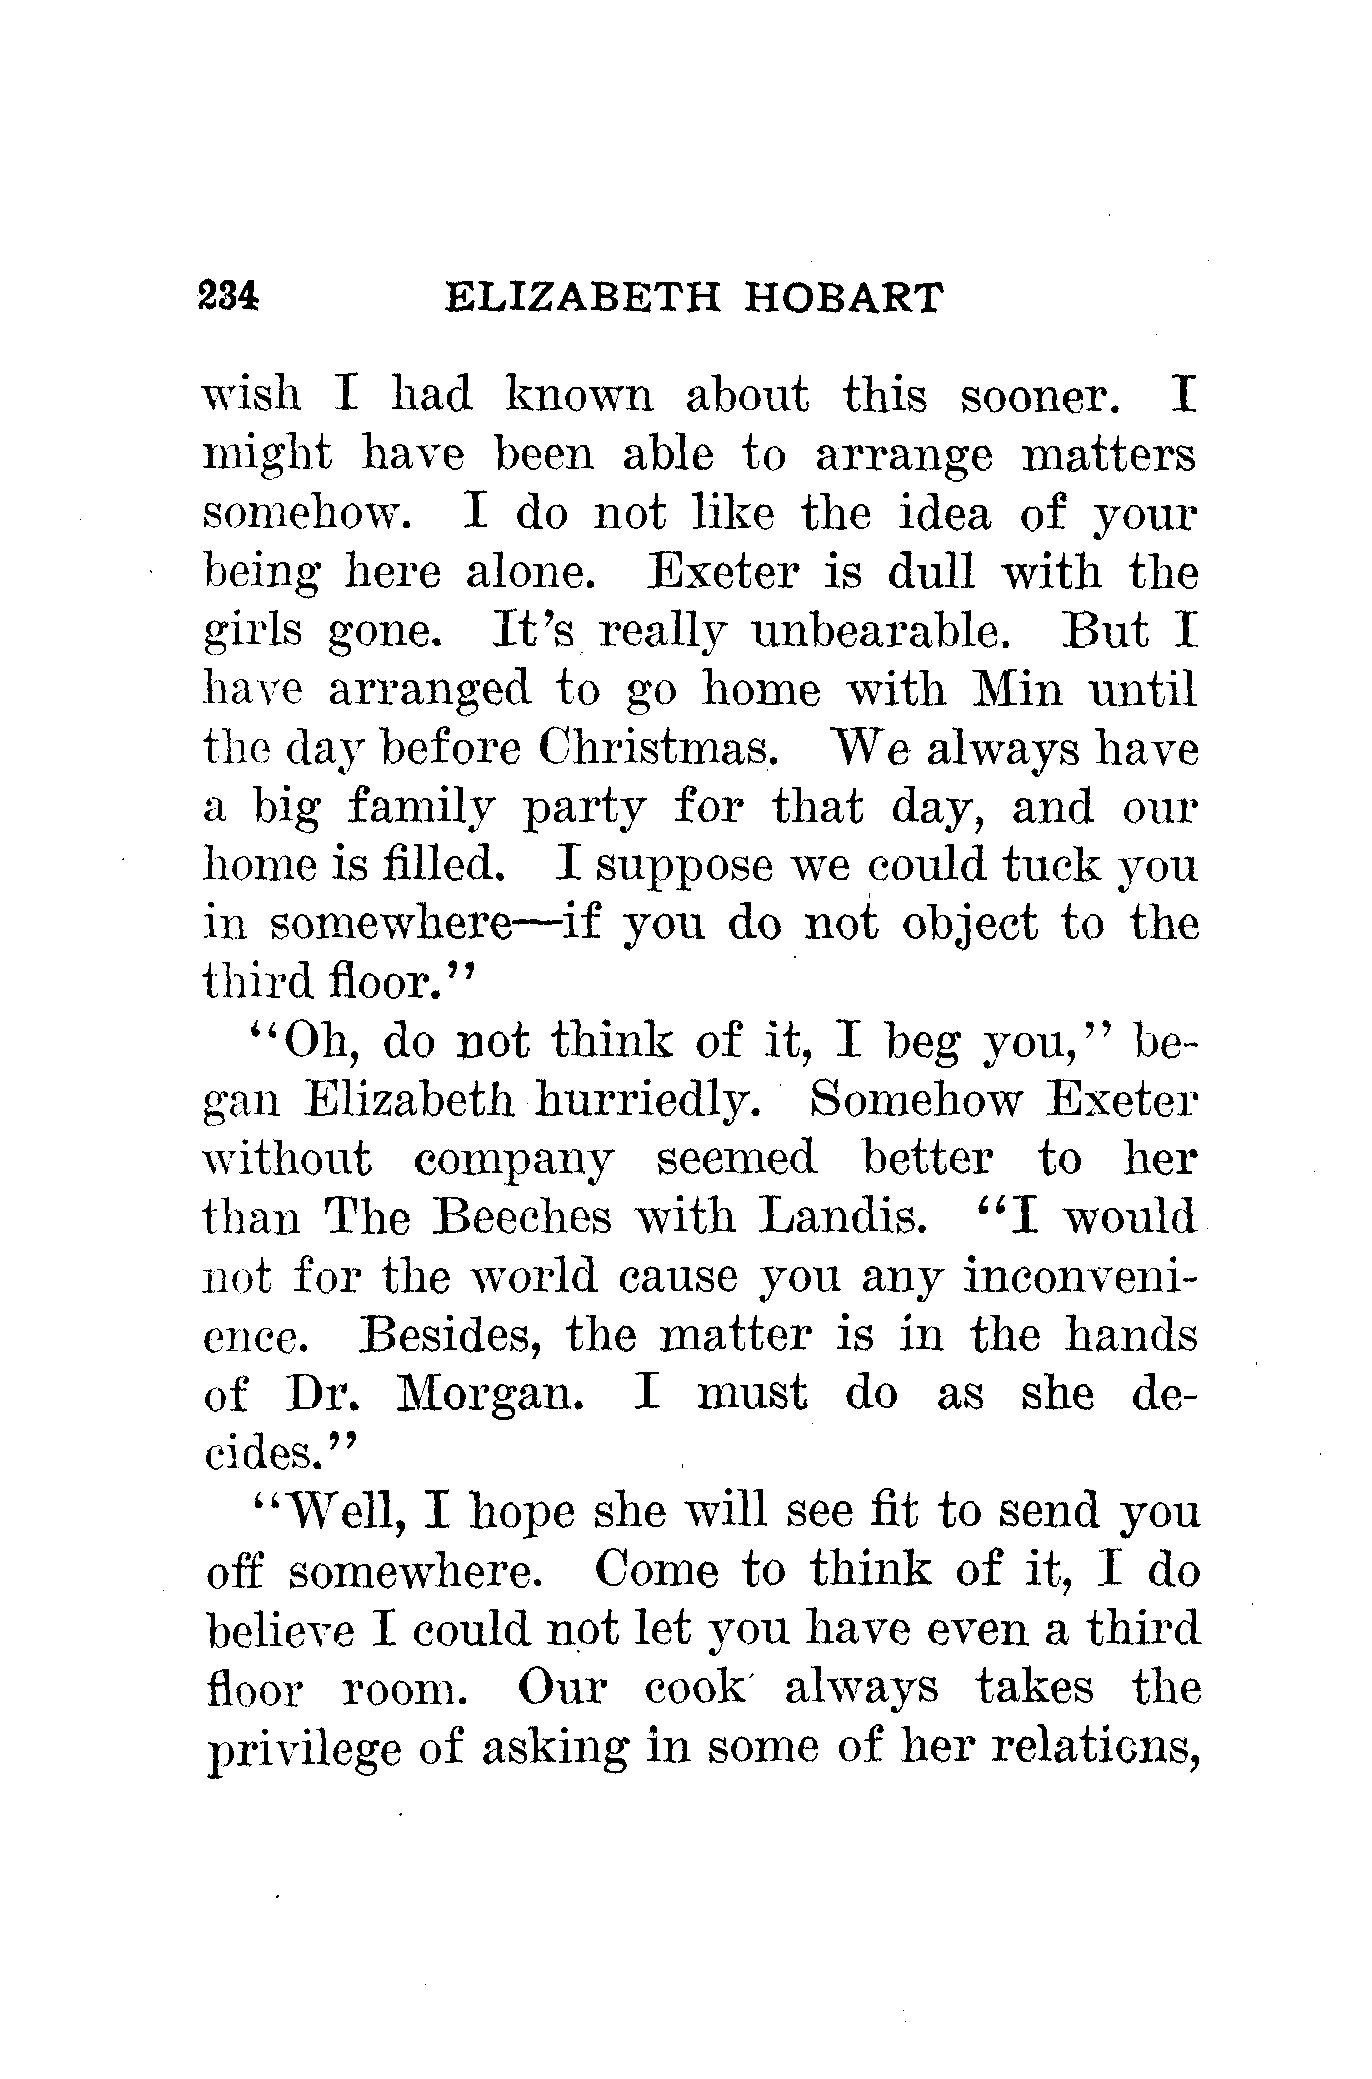 234 ELIZABETH HOBART
wish I had known about this sooner. I
might have been able to arrange matters
somehow. I do not like the idea of your
being here alone. Exeter is dull with the
girls gone. It's really unbearable. But I
have arranged to go home with Min until
the day before Christmas. We always have
a big family party for that day, and our
home is filled. I suppose we could tuck you
in somewhere—if you do not object to the
third floor."
"Oh, do not think of it, I beg you," be-
gan Elizabeth hurriedly. Somehow Exeter
without company seemed better to her
than The Beeches with Landis. "I would
not for the world cause you any inconveni-
ence. Besides, the matter is in the hands
of Dr. Morgan. I must do as she de-
cides."
"Well, I hope she will see fit to send you
off somewhere. Come to think of it, I do
believe I could not let you have even a third
floor room. Our cook always takes the
privilege of asking in some of her relations,